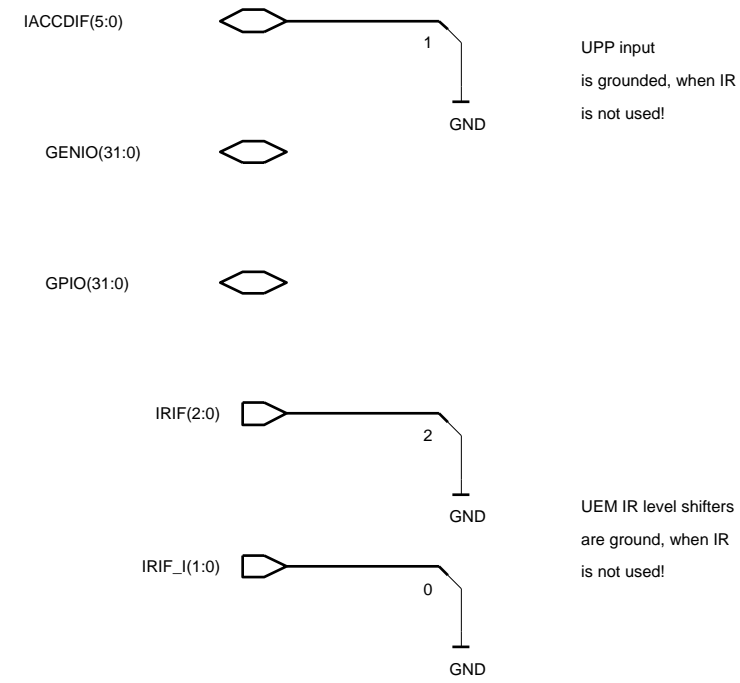 IACCDIF(5:0)
1
UPP input
is grounded, when IR
is not used!
GND
GENIO(31:0)
GPIO(31:0)
IRIF(2:0)
2
GND
UEM IR level shifters
are ground, when IR
is not used!
IRIF_I(1:0)
0
GND